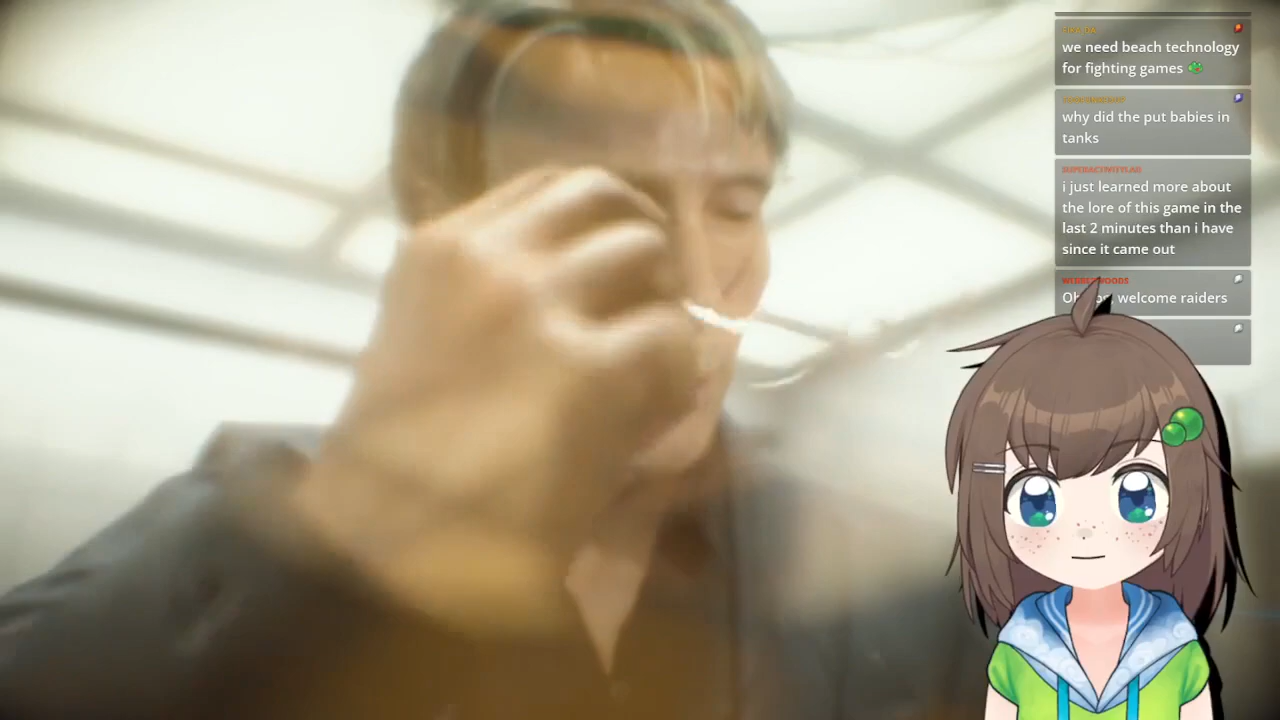 we need beach technology
for fighting games
why did the put babies in
tanks
SUPERACTIVITYLAD
i just learned more about
the lore of this game in the
last 2 minutes than i have
since it came out
welcome raiders